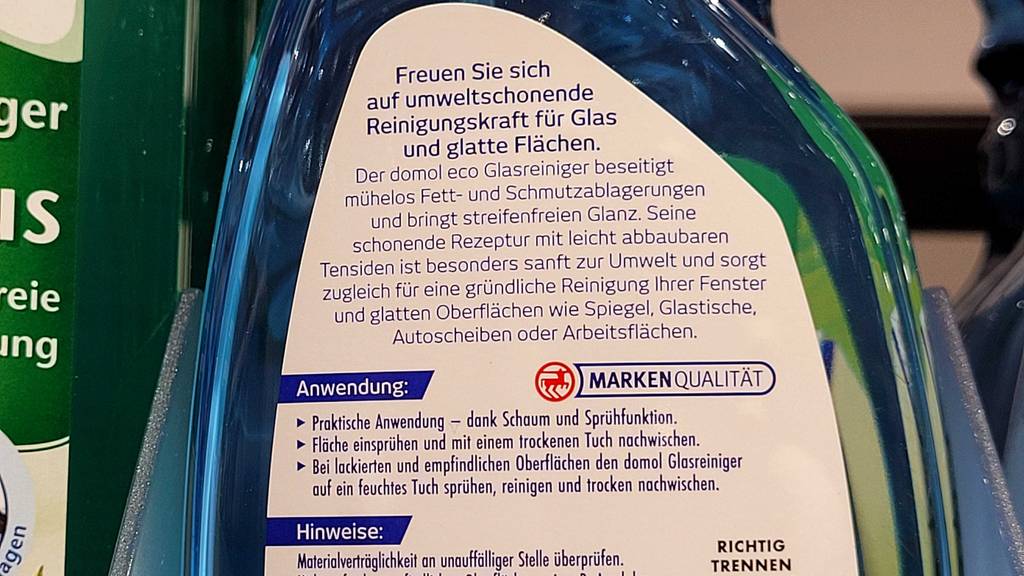 Freuen Sie sich
auf umweltschonende
Reinigungskraft für Glas
und glatte Flächen.
Der domol eco Glasreiniger beseitigt
mühelos Fett- und Schmutzablagerungen
und bringt streifenfreien Glanz. Seine
schonende Rezeptur mit leicht abbaubaren
Tensiden ist besonders sanft zur Umwelt und sorgt
zugleich für eine gründliche Reinigung Ihrer Fenster
und glatten Oberflächen wie Spiegel, Glastische,
Autoscheiben oder Arbeitsflächen.
Anwendung:
MARKENQUALITÄT
▸ Praktische Anwendung – dank Schaum und Sprühfunktion.
▸ Fläche einsprühen und mit einem trockenen Tuch nachwischen.
▸ Bei lackierten und empfindlichen Oberflächen den domol Glasreiniger
auf ein feuchtes Tuch sprühen, reinigen und trocken nachwischen.
Hinweise:
Materialverträglichkeit an unauffälliger Stelle überprüfen.
RICHTIG
TRENNEN
ger
IS
reie
ung
agen